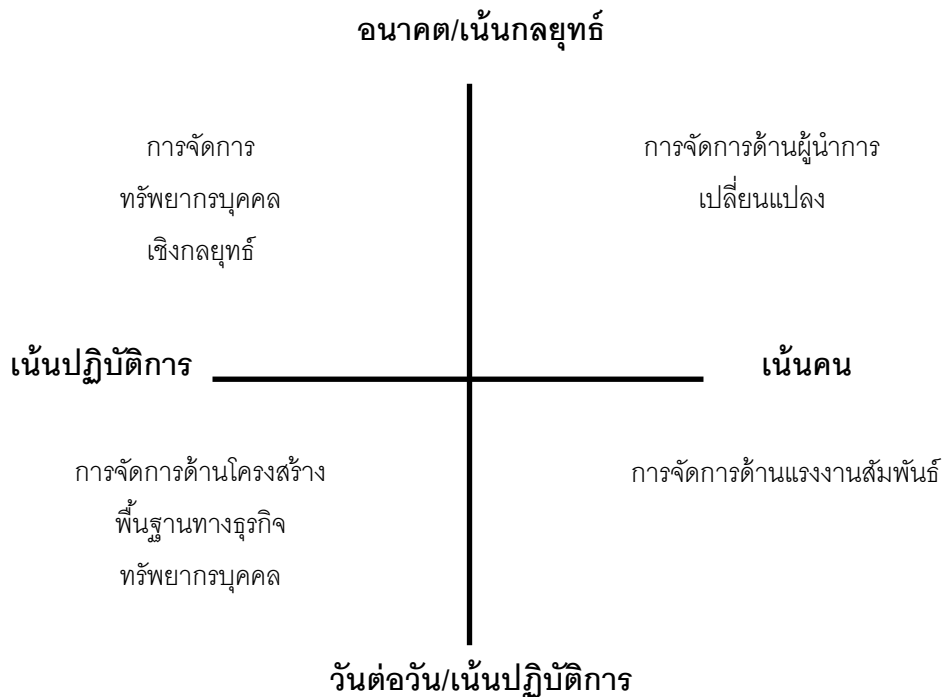 อนาคต/เน้นกลยุทธ์
การจัดการ
ทรัพยากรบุคคล
เชิงกลยุทธ์
การจัดการด้านผู้นำการ
เปลี่ยนแปลง
เน้นปฏิบัติการ
เน้นคน
การจัดการด้านโครงสร้าง
พื้นฐานทางธุรกิจ
ทรัพยากรบุคคล
การจัดการด้านแรงงานสัมพันธ์
วันต่อวัน/เน้นปฏิบัติการ